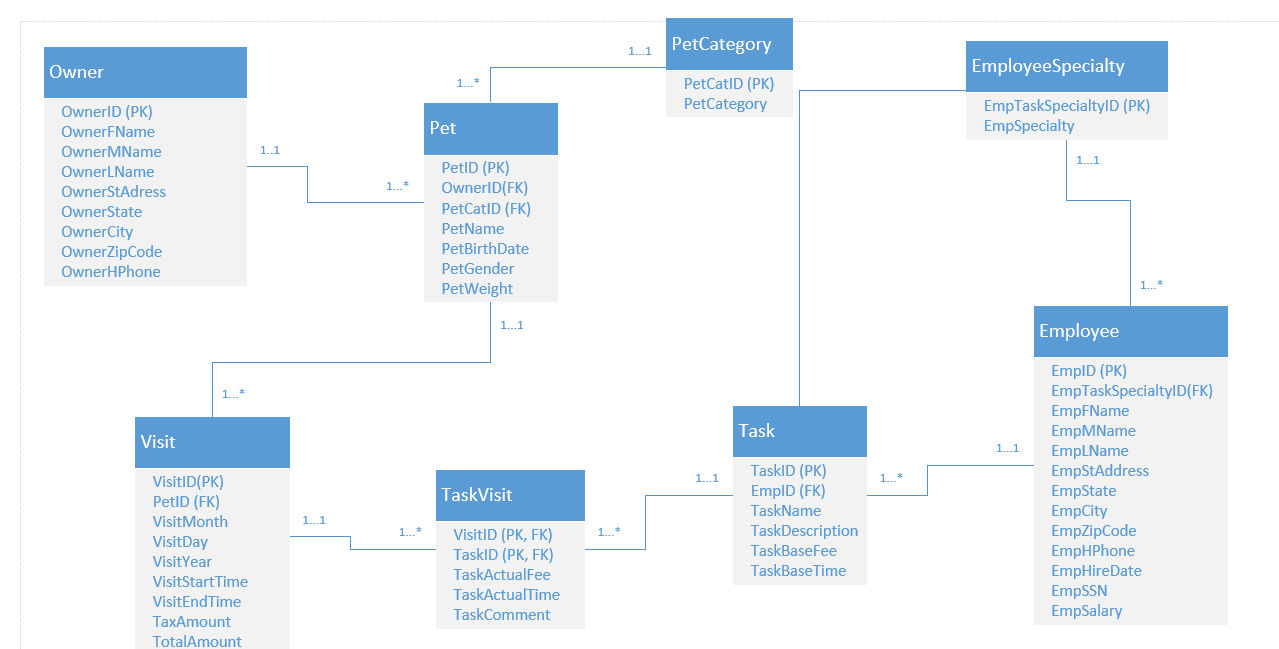 Owner
OwnerID (PK)
OwnerFName
OwnerMName
OwnerLName
OwnerStAdress
OwnerState
OwnerCity
OwnerZipCode
OwnerHPhone
1..1
1...*
1...*
1...1
Pet
PetID (PK)
OwnerID(FK)
PetCatID (FK)
PetName
PetBirthDate
PetGender
PetWeight
PetCategory
PetCatID (PK)
PetCategory
EmployeeSpecialty
EmpTaskSpecialtyID (PK)
EmpSpecialty
1...1
1...*
1...1
1...*
Visit
VisitID(PK)
PetID (FK)
VisitMonth
VisitDay
VisitYear
VisitStartTime
VisitEndTime
TaxAmount
TotalAmount
1...1
1...*
TaskVisit
VisitID (PK, FK)
TaskID (PK, FK)
TaskActualFee
TaskActualTime
TaskComment
1...*
1...1
Task
TaskID (PK)
EmpID (FK)
TaskName
TaskDescription
TaskBaseFee
TaskBaseTime
1...*
1...1
Employee
EmpID (PK)
EmpTaskSpecialtyID(FK)
EmpFName
EmpMName
EmpLName
EmpStAddress
EmpState
EmpCity
EmpZipCode
EmpHPhone
EmpHireDate
EmpSSN
EmpSalary